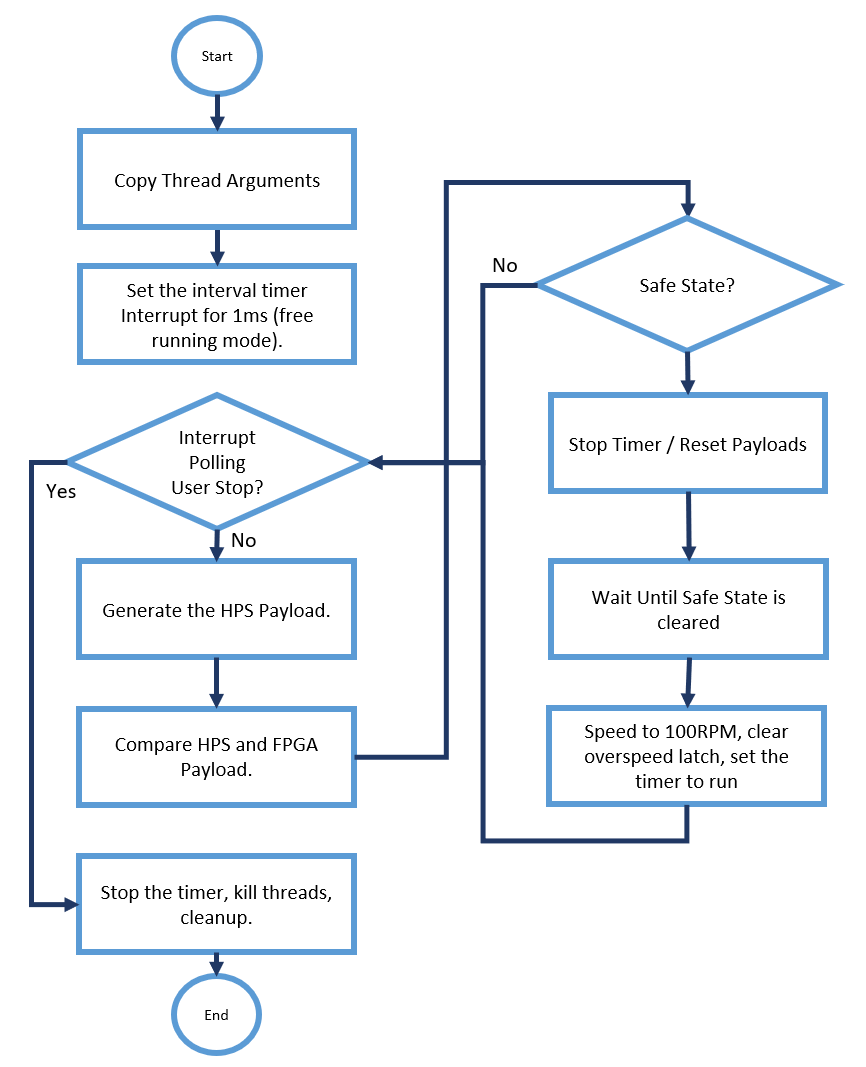 Start
Copy Thread Arguments
Set the interval timer
Interrupt for 1ms (free
running mode).
Interrupt
Polling
User Stop?
Yes
No
Generate the HPS Payload.
Compare HPS and FPGA
Payload.
Stop the timer, kill threads,
cleanup.
End
Safe State?
No
Stop Timer / Reset Payloads
Wait Until Safe State is
cleared
Speed to 100RPM, clear
overspeed latch, set the
timer to run